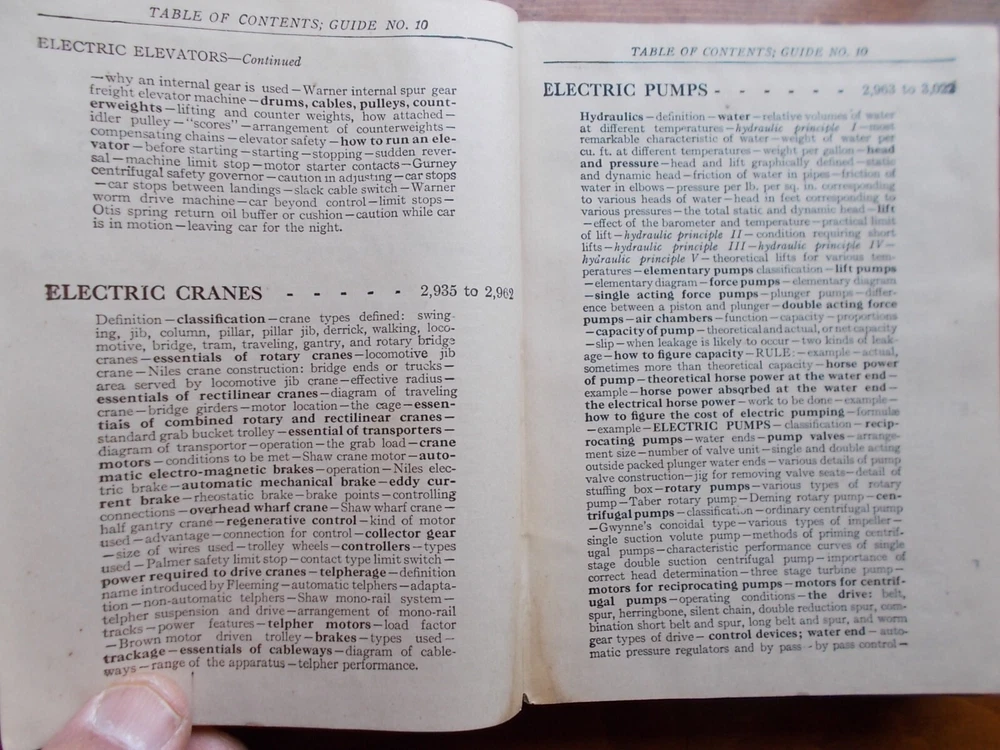 TABLE OF CONTENTS; GUIDE NO. 10
ELECTRIC ELEVATORS—Continued
—why an internal gear is used—Warner internal spur gear
freight elevator machine—drums, cables, pulleys, count-
erweights—lifting and counter weights, how attached—
idler pulley—"scores"—arrangement of counterweights—
compensating chains—elevator safety—how to run an ele-
vator—before starting—starting—stopping—sudden rever-
sal—machine limit stop—motor starter contacts—Gurney
centrifugal safety governor—caution in adjusting—car stops
—car stops between landings—slack cable switch—Warner
worm drive machine—car beyond control—limit stops—
Otis spring return oil buffer or cushion—caution while car
is in motion—leaving car for the night.
ELECTRIC CRANES - - - - - 2,935 to 2,962
Definition—classification—crane types defined: swing-
ing, jib, column, pillar, pillar jib, derrick, walking, loco-
motive, bridge, tram, traveling, gantry, and rotary bridge
cranes—essentials of rotary cranes—locomotive jib
crane—Niles crane construction: bridge ends or trucks—
area served by locomotive jib crane—effective radius—
essentials of rectilinear cranes—diagram of traveling
crane—bridge girders—motor location—the cage—essen-
tials of combined rotary and rectilinear cranes—
standard grab bucket trolley—essential of transporters—
diagram of transportor—operation—the grab load—crane
motors—conditions to be met—Shaw crane motor—auto-
matic electro-magnetic brakes—operation—Niles elec-
tric brake—automatic mechanical brake—eddy cur-
rent brake—rheostatic brake—brake points—controlling
connections—overhead wharf crane—Shaw wharf crane—
half gantry crane—regenerative control—kind of motor
used—advantage—connection for control—collector gear
—size of wires used—trolley wheels—controllers—types
used—Palmer safety limit stop—contact type limit switch—
power required to drive cranes—telpherage—definition
name introduced by Fleeming—automatic telphers—adapta-
tion—non-automatic telphers—Shaw mono-rail system—
telpher suspension and drive—arrangement of mono-rail
tracks—power features—telpher motors—load factor
—Brown motor driven trolley—brakes—types used—
trackage—essentials of cableways—diagram of cable-
ways—range of the apparatus—telpher performance.
TABLE OF CONTENTS; GUIDE NO. 10
ELECTRIC PUMPS - - - - - - 2,963 to 3,022
Hydraulics—definition—water—relative volumes of water
at different temperatures—hydraulic principle I—most
remarkable characteristic of water—weight of water per
cu. ft. at different temperatures—weight per gallon—head
and pressure—head and lift graphically defined—static
and dynamic head—friction of water in pipes—friction of
water in elbows—pressure per lb. per sq. in. corresponding
to various heads of water—head in feet corresponding to
various pressures—the total static and dynamic head—lift
—effect of the barometer and temperature—practical limit
of lift—hydraulic principle II—condition requiring short
lifts—hydraulic principle III—hydraulic principle IV—
hydraulic principle V—theoretical lifts for various tem-
peratures—elementary pumps classification—lift pumps
—elementary diagram—force pumps—elementary diagram
—single acting force pumps—plunger pumps—differ-
ence between a piston and plunger—double acting force
pumps—air chambers—function—capacity—proportions
—capacity of pump—theoretical and actual, or net capacity
—slip—when leakage is likely to occur—two kinds of leak-
age—how to figure capacity—RULE:—example—actual,
sometimes more than theoretical capacity—horse power
of pump—theoretical horse power at the water end—
example—horse power absqrbed at the water end—
the electrical horse power—work to be done—example—
how to figure the cost of electric pumping—formulæ
—example—ELECTRIC PUMPS—classification—recip-
rocating pumps—water ends—pump valves—arrange-
ment size—number of valve unit—single and double acting
outside packed plunger water ends—various details of pump
valve construction—jig for removing valve seats—detail of
stuffing box—rotary pumps—various types of rotary
pump—Taber rotary pump—Deming rotary pump—cen-
trifugal pumps—classification—ordinary centrifugal pump
—Gwynne's concidal type—various types of impeller—
single suction volute pump—methods of priming centrif-
ugal pumps—characteristic performance curves of single
stage double suction centrifugal pump—importance of
correct head determination—three stage turbine pump—
motors for reciprocating pumps—motors for centrif-
ugal pumps—operating conditions—the drive: belt,
spur, herringbone, silent chain, double reduction spur, com-
bination short belt and spur, long belt and spur, and worm
gear types of drive—control devices; water end—auto-
matic pressure regulators and by pass—by pass control—